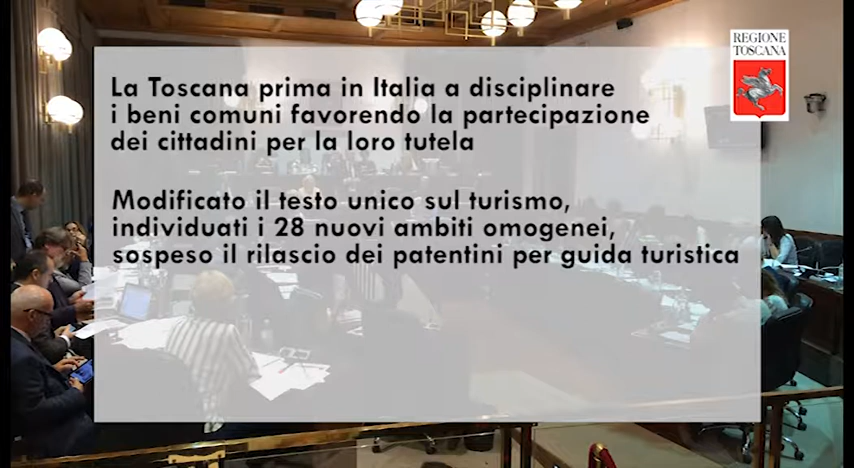 REGIONE
TOSCANA
La Toscana prima in Italia a disciplinare
i beni comuni favorendo la partecipazione
dei cittadini per la loro tutela
Modificato il testo unico sul turismo,
individuati i 28 nuovi ambiti omogenei,
sospeso il rilascio dei patentini per guida turistica